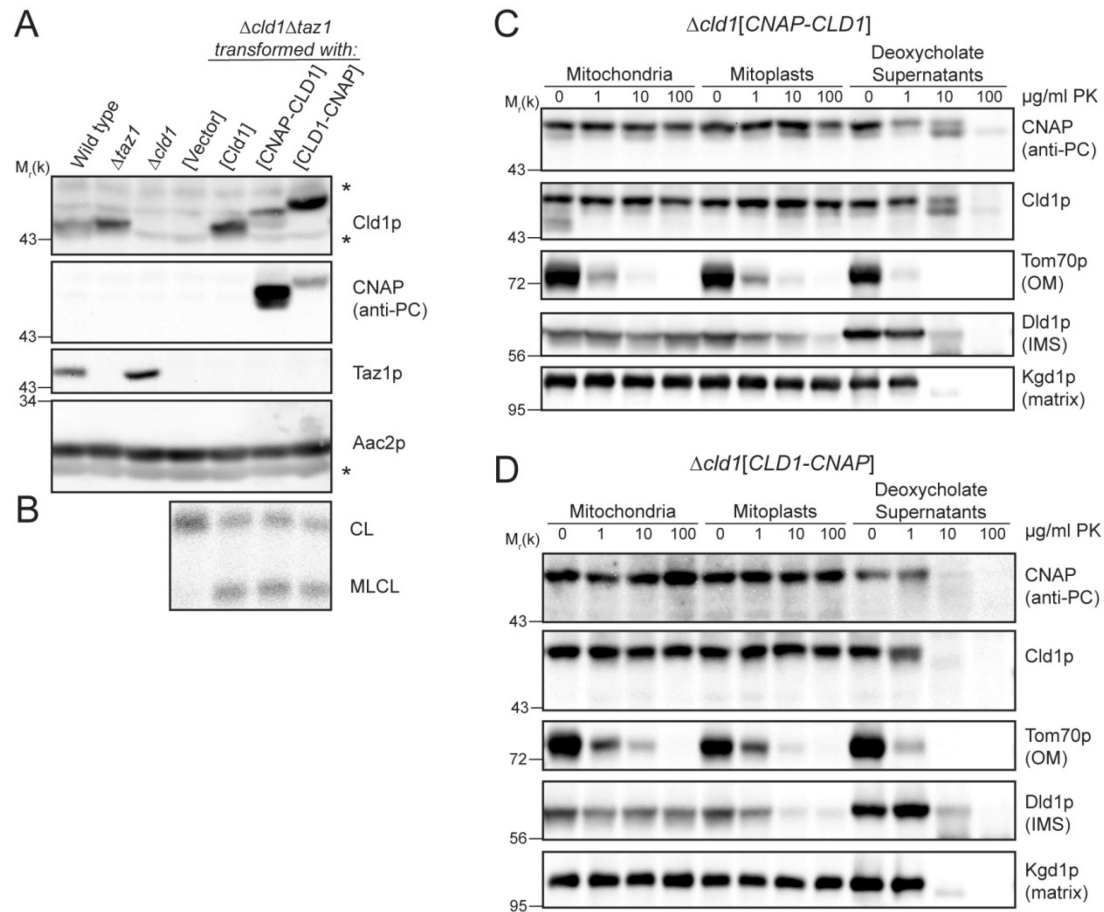 A
Δcld1Δtaz1
transformed with:
Wild type
Δtaz1
Δcld1
[Vector]
[Cld1]
[CNAP-CLD1]
[CLD1-CNAP]
Mr(k)
*
Cld1p
43
*
CNAP
(anti-PC)
43
Taz1p
43
34
Aac2p
*
B
CL
MLCL
C
Δcld1[CNAP-CLD1]
Deoxycholate
Mitochondria Mitoplasts Supernatants
Mr(k) 0 1 10 100 0 1 10 100 0 1 10 100 µg/ml PK
CNAP
(anti-PC)
43
Cld1p
43
Tom70p
72 (OM)
Dld1p
(IMS)
56
Kgd1p
(matrix)
95
D
Δcld1[CLD1-CNAP]
Deoxycholate
Mitochondria Mitoplasts Supernatants
Mr(k) 0 1 10 100 0 1 10 100 0 1 10 100 µg/ml PK
CNAP
(anti-PC)
43
Cld1p
43
Tom70p
72 (OM)
Dld1p
(IMS)
56
Kgd1p
(matrix)
95